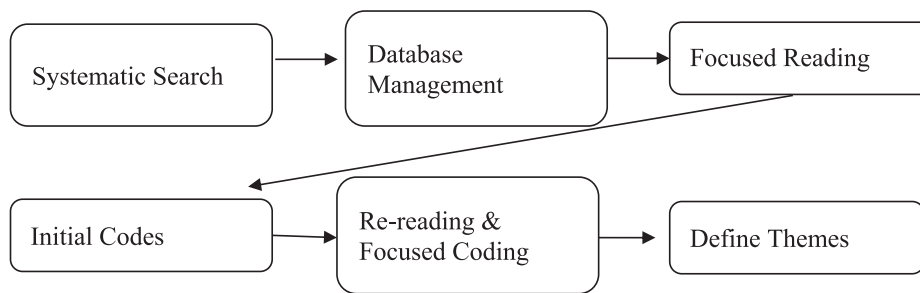 Systematic Search
Database
Management
Focused Reading
Initial Codes
Re-reading &
Focused Coding
Define Themes